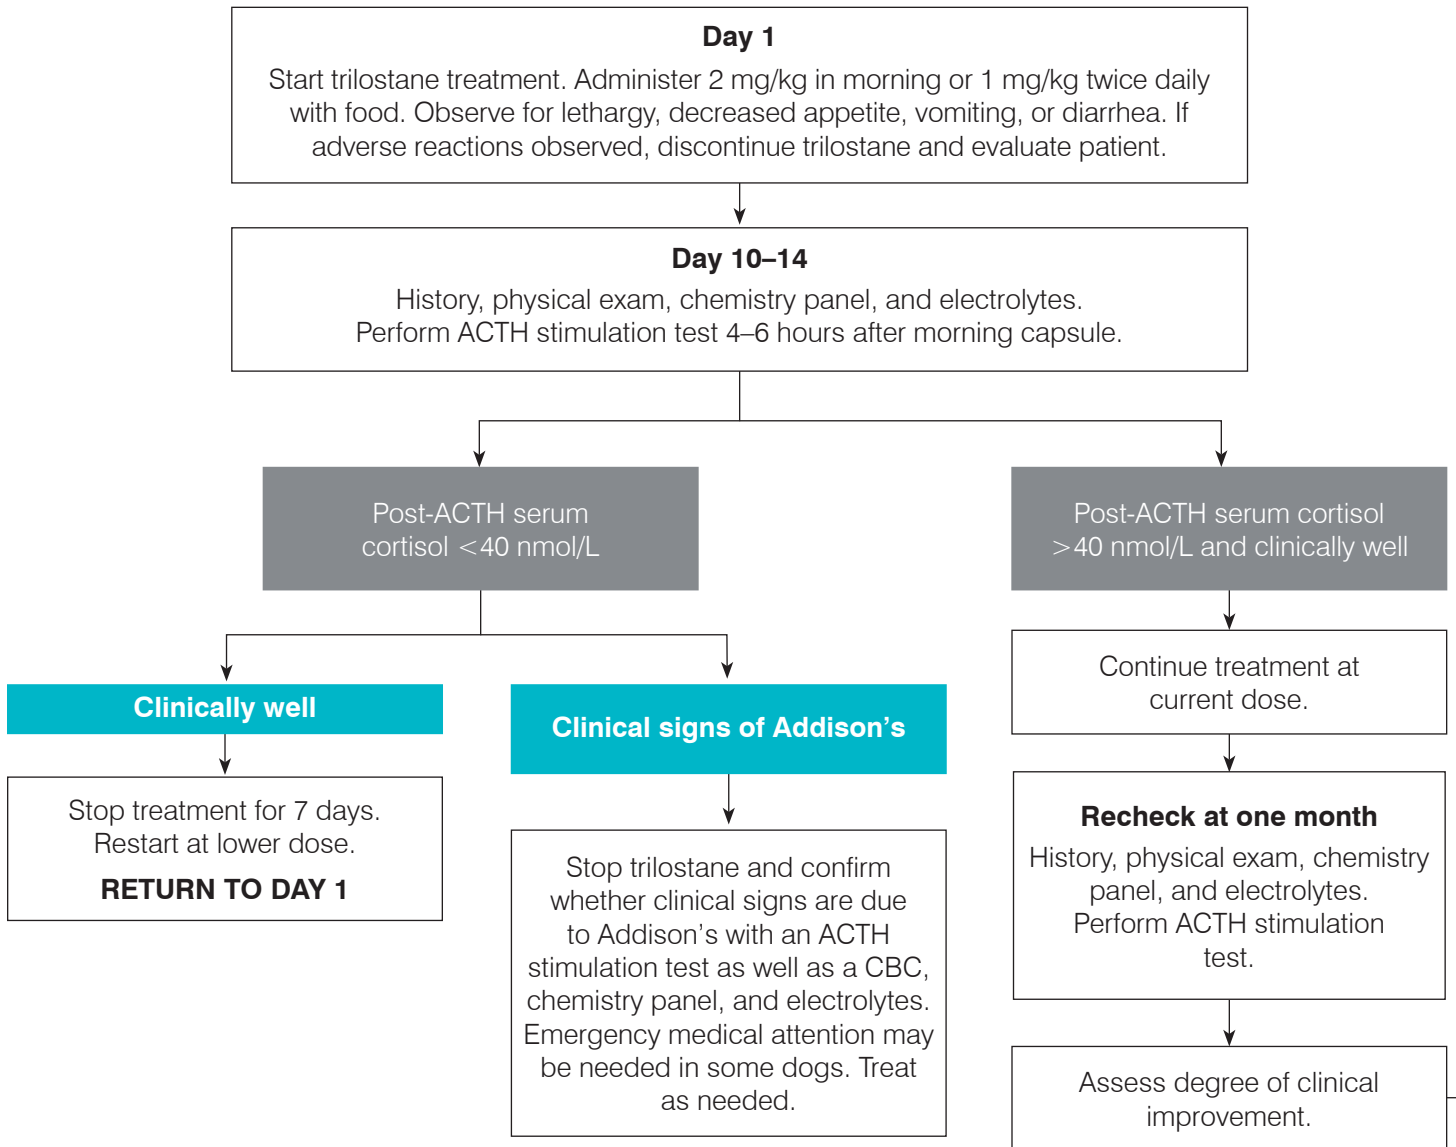 Day 1
Start trilostane treatment. Administer 2 mg/kg in morning or 1 mg/kg twice daily
with food. Observe for lethargy, decreased appetite, vomiting, or diarrhea. If
adverse reactions observed, discontinue trilostane and evaluate patient.
Day 10–14
History, physical exam, chemistry panel, and electrolytes.
Perform ACTH stimulation test 4–6 hours after morning capsule.
Post-ACTH serum
cortisol <40 nmol/L
Post-ACTH serum cortisol
>40 nmol/L and clinically well
Clinically well
Stop treatment for 7 days.
Restart at lower dose.
RETURN TO DAY 1
Clinical signs of Addison’s
Stop trilostane and confirm
whether clinical signs are due
to Addison’s with an ACTH
stimulation test as well as a CBC,
chemistry panel, and electrolytes.
Emergency medical attention may
be needed in some dogs. Treat
as needed.
Continue treatment at
current dose.
Recheck at one month
History, physical exam, chemistry
panel, and electrolytes.
Perform ACTH stimulation
test.
Assess degree of clinical
improvement.